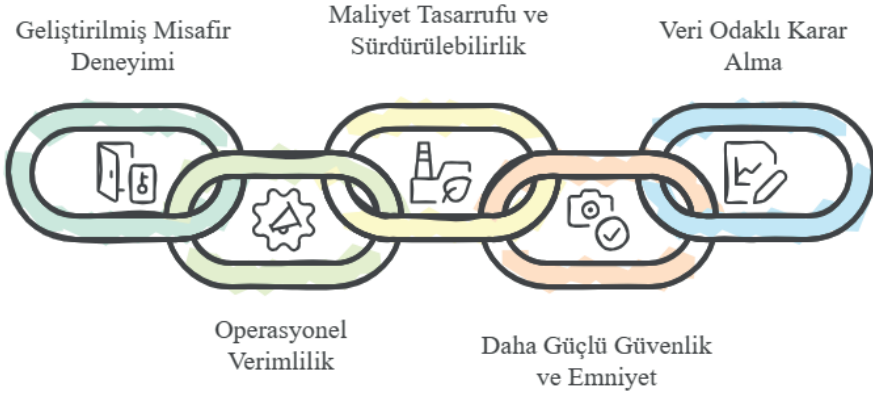 Geliştirilmiş Misafir
Deneyimi
Operasyonel
Verimlilik
Maliyet Tasarrufu ve
Sürdürülebilirlik
Daha Güçlü Güvenlik
ve Emniyet
Veri Odaklı Karar
Alma